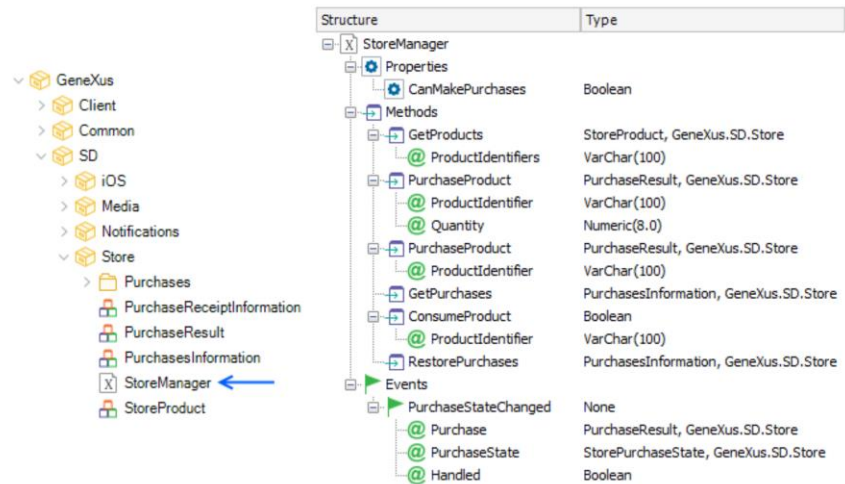 GeneXus
Client
Common
SD
iOS
Media
Notifications
Store
Purchases
PurchaseReceiptInformation
PurchaseResult
PurchasesInformation
StoreManager
StoreProduct
Structure Type
StoreManager
Properties
CanMakePurchases Boolean
Methods
GetProducts StoreProduct, GeneXus.SD.Store
ProductIdentifiers VarChar(100)
PurchaseProduct PurchaseResult, GeneXus.SD.Store
ProductIdentifier VarChar(100)
Quantity Numeric(8.0)
PurchaseProduct PurchaseResult, GeneXus.SD.Store
ProductIdentifier VarChar(100)
GetPurchases PurchasesInformation, GeneXus.SD.Store
ConsumeProduct Boolean
ProductIdentifier VarChar(100)
RestorePurchases PurchasesInformation, GeneXus.SD.Store
Events
PurchaseStateChanged None
Purchase PurchaseResult, GeneXus.SD.Store
PurchaseState StorePurchaseState, GeneXus.SD.Store
Handled Boolean